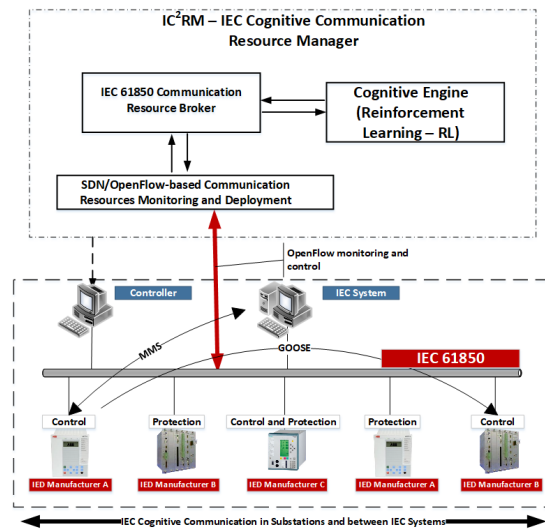 IC²RM – IEC Cognitive Communication
Resource Manager
IEC 61850 Communication
Resource Broker
Cognitive Engine
(Reinforcement
Learning – RL)
SDN/OpenFlow-based Communication
Resources Monitoring and Deployment
OpenFlow monitoring and
control
Controller
IEC System
MMS
GOOSE
IEC 61850
Control
Protection
Control and Protection
Protection
Control
IED Manufacturer A
IED Manufacturer B
IED Manufacturer C
IED Manufacturer A
IED Manufacturer B
IEC Cognitive Communication in Substations and between IEC Systems